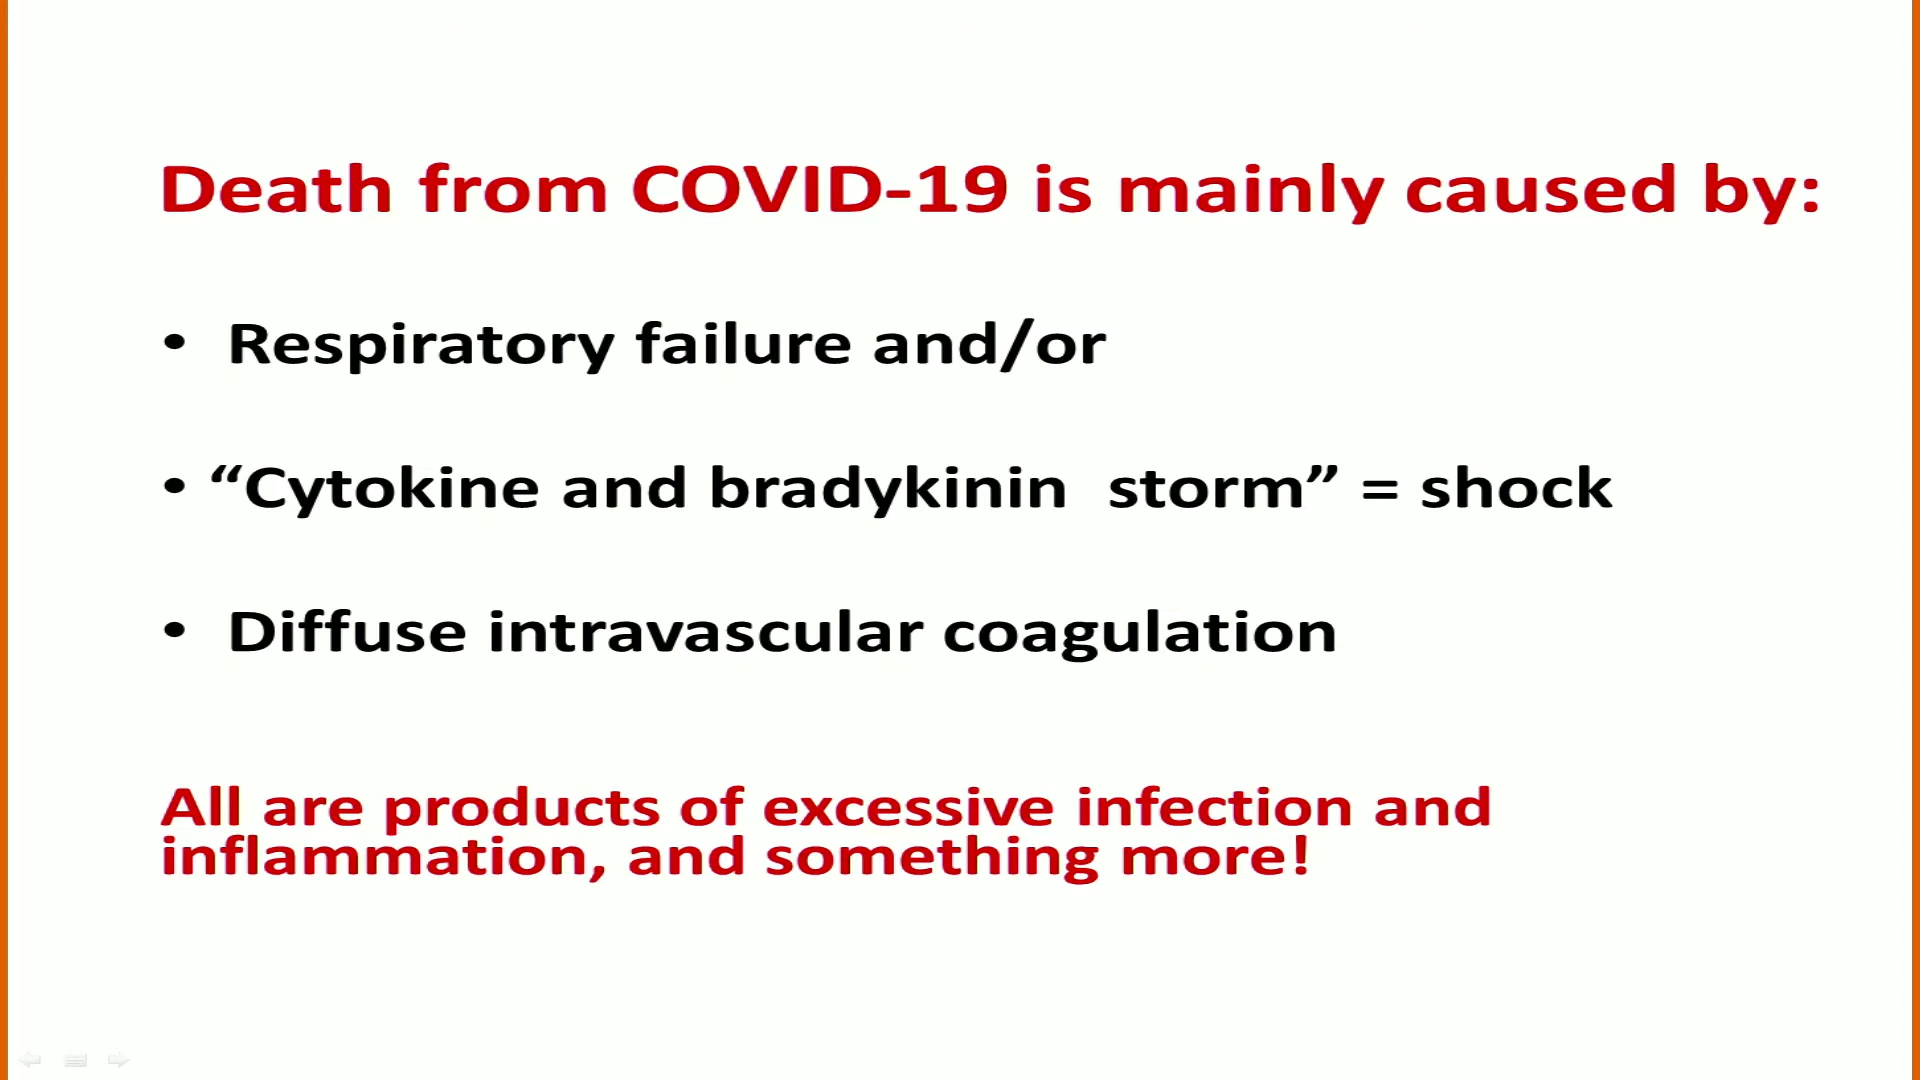 Death from COVID-19 is mainly caused by:
• Respiratory failure and/or
• “Cytokine and bradykinin storm” = shock
• Diffuse intravascular coagulation
All are products of excessive infection and
inflammation, and something more!